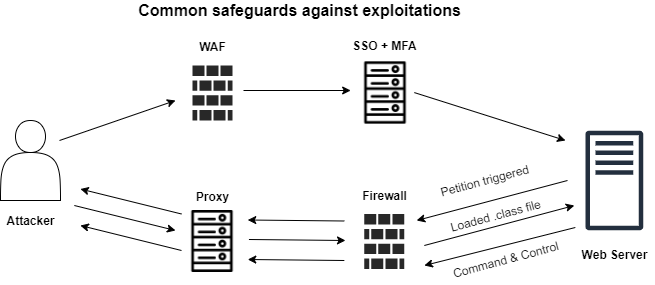 Common safeguards against exploitations
WAF
SSO + MFA
Attacker
Proxy
Firewall
Petition triggered
Loaded .class file
Command & Control
Web Server